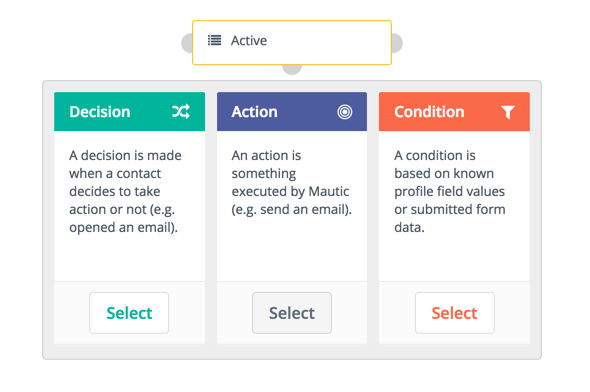 Active
Decision
A decision is made
when a contact
decides to take
action or not (e.g.
opened an email).
Select
Action
An action is
something
executed by Mautic
(e.g. send an email).
Select
Condition
A condition is
based on known
profile field values
or submitted form
data.
Select